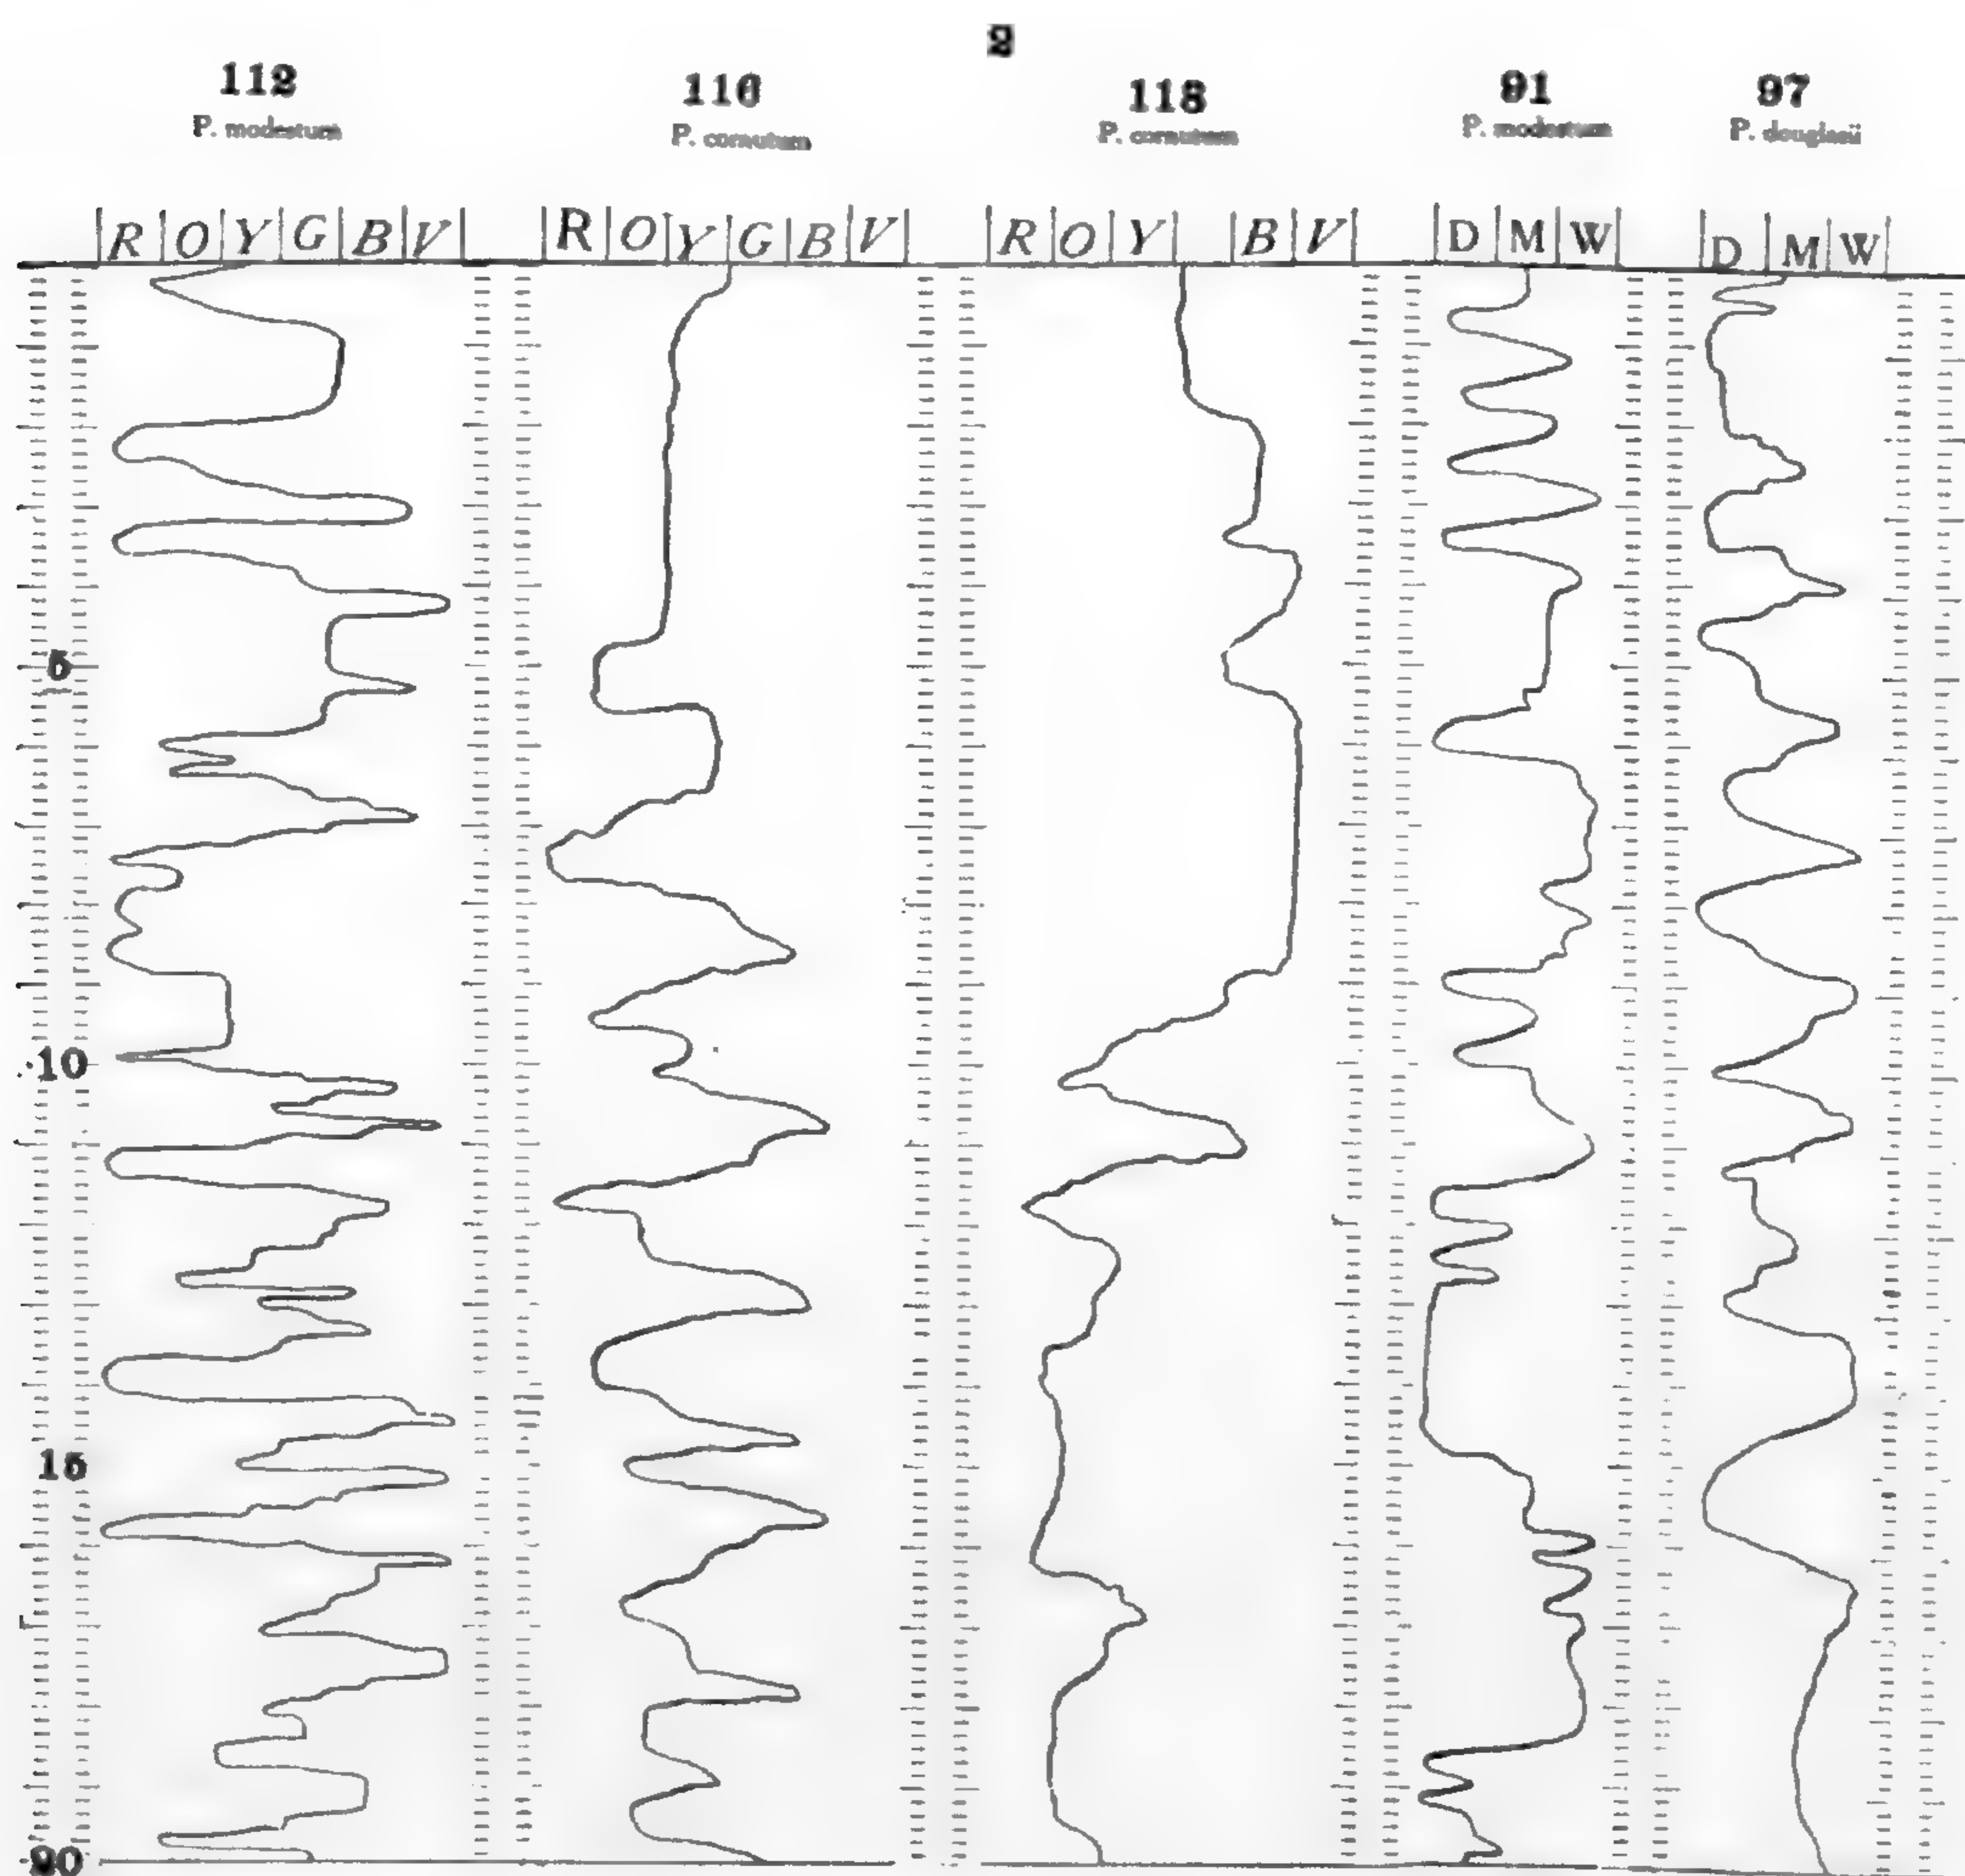 2
112 116 118 91 97
P. modestum P. cornutum P. cornutum P. modestum P. douglasii
R O Y G B V R O Y G B V R O Y B V D M W D M W
5
10
15
20